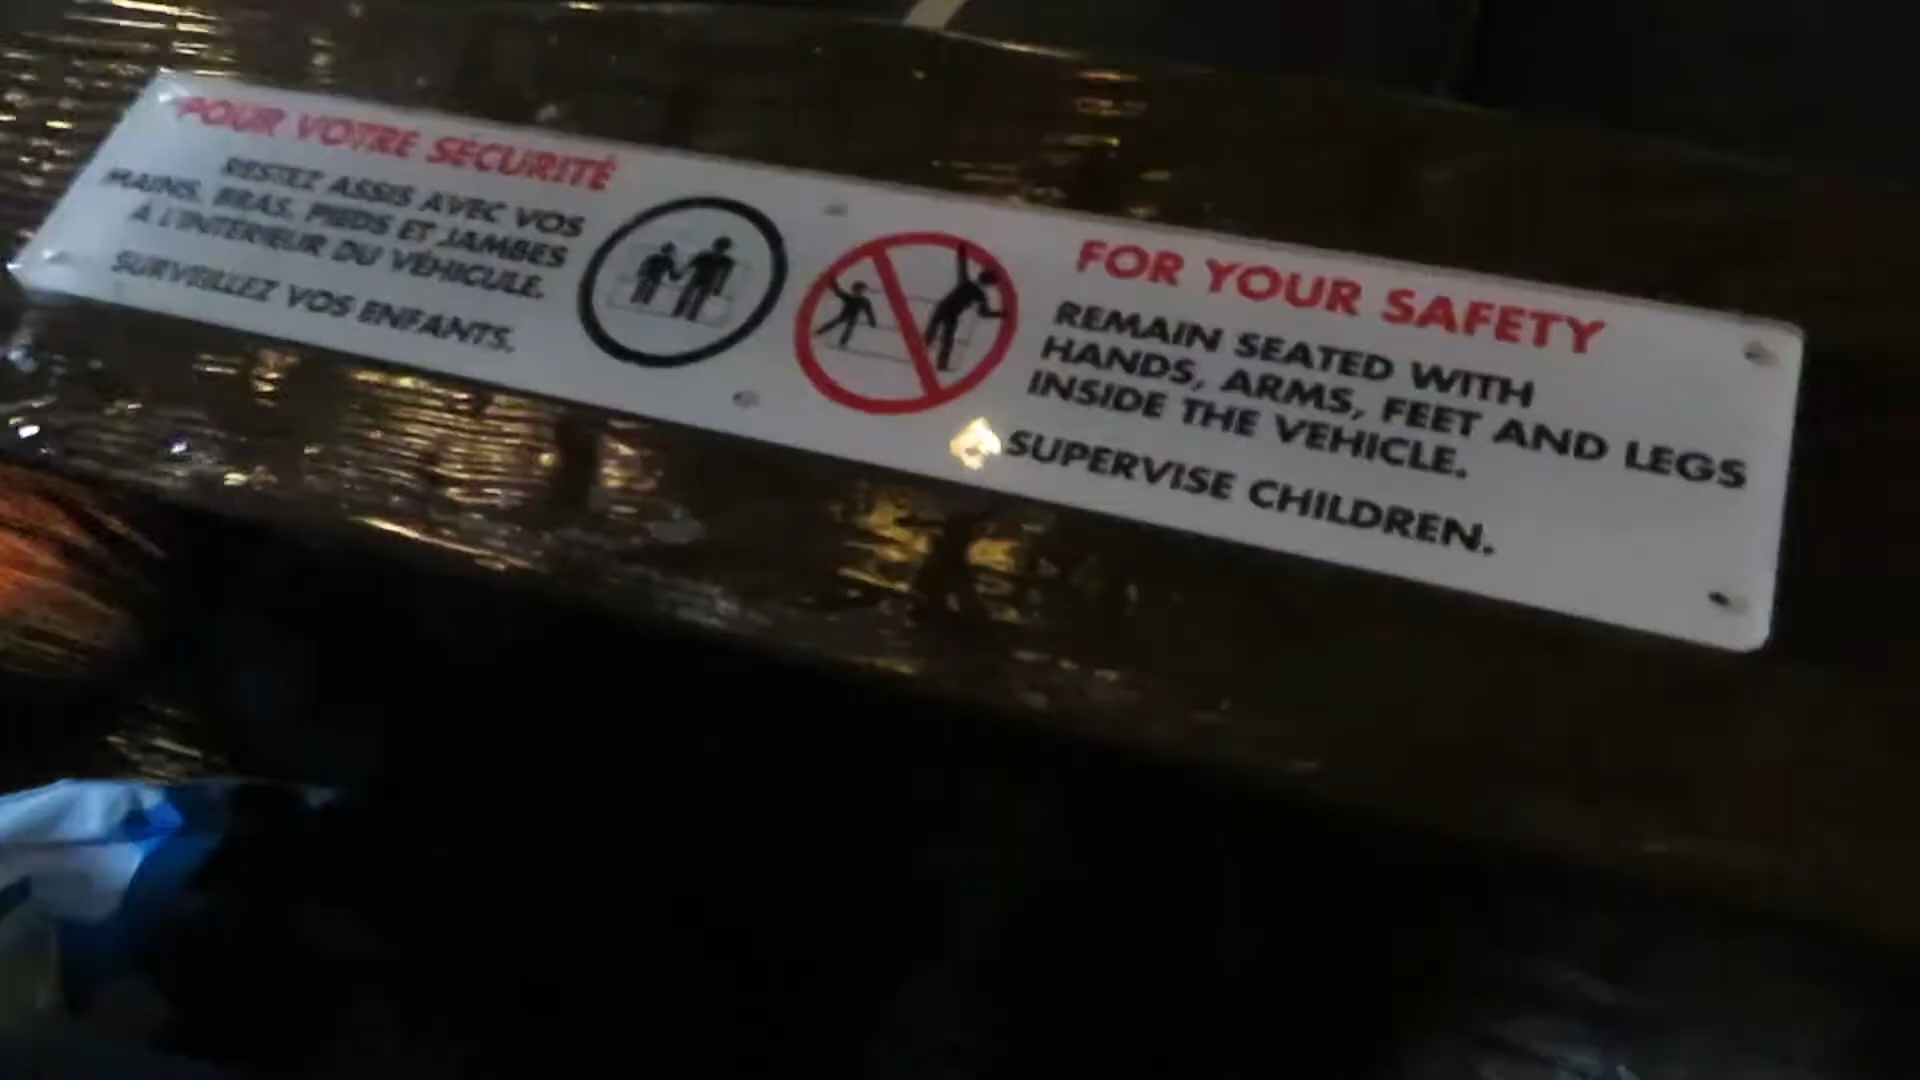 POUR VOTRE SÉCURITÉ
RESTEZ ASSIS AVEC VOS
MAINS, BRAS, PIEDS ET JAMBES
À L'INTÉRIEUR DU VÉHICULE.
SURVEILLEZ VOS ENFANTS.
FOR YOUR SAFETY
REMAIN SEATED WITH
HANDS, ARMS, FEET AND LEGS
INSIDE THE VEHICLE.
SUPERVISE CHILDREN.